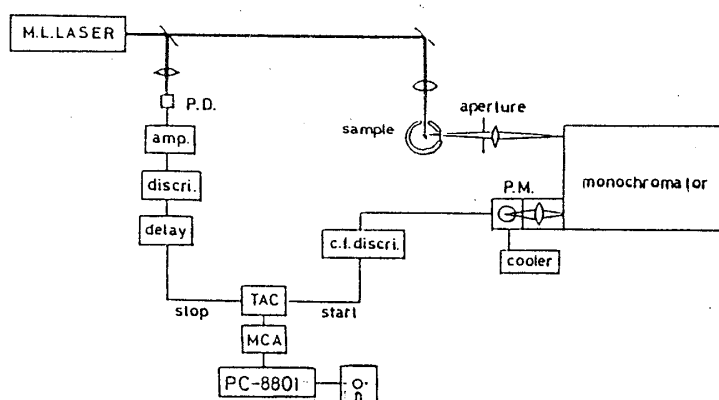 M.L.LASER
P.D.
amp.
discri.
delay
stop
TAC
start
MCA
PC-8801
c.f.discri.
sample
aperture
P.M.
cooler
monochromator